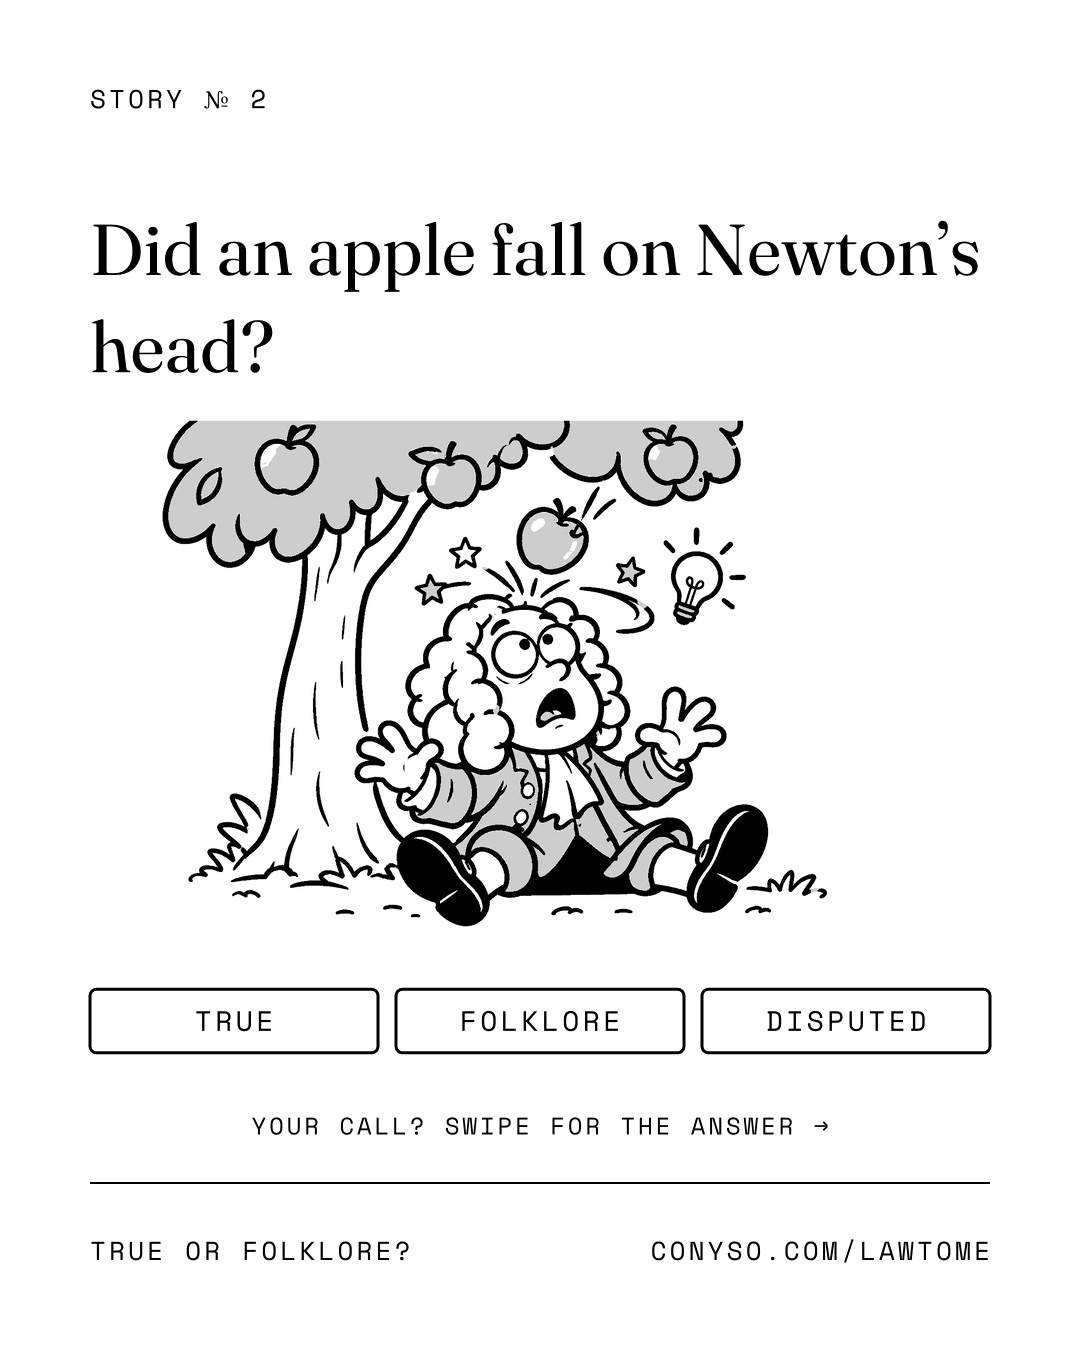 STORY № 2
Did an apple fall on Newton’s
head?
TRUE
FOLKLORE
DISPUTED
YOUR CALL? SWIPE FOR THE ANSWER →
TRUE OR FOLKLORE?
CONYSO.COM/LAWTOME